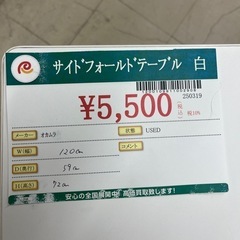 サイドフォールドテーブル 白
250319
¥5,500
税10%
メーカー オカムラ
状態 USED
W(幅) 120cm
コメント
D(奥行) 59cm
H(高さ) 72cm
安心の全国展開中!高価買取致します!